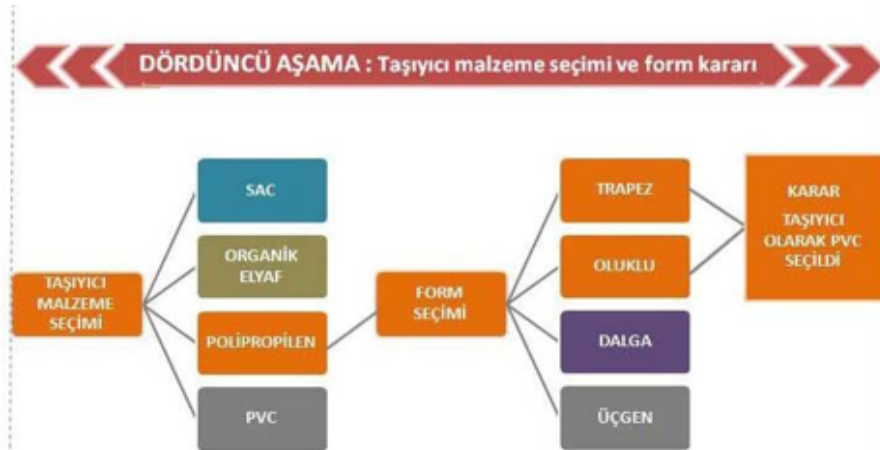 DÖRDÜNCÜ AŞAMA : Taşıyıcı malzeme seçimi ve form kararı
TAŞIYICI
MALZEME
SEÇİMİ
SAC
ORGANİK
ELYAF
POLİPROPİLEN
PVC
FORM
SEÇİMİ
TRAPEZ
OLUKLU
DALGA
ÜÇGEN
KARAR
TAŞIYICI
OLARAK PVC
SEÇİLDİ